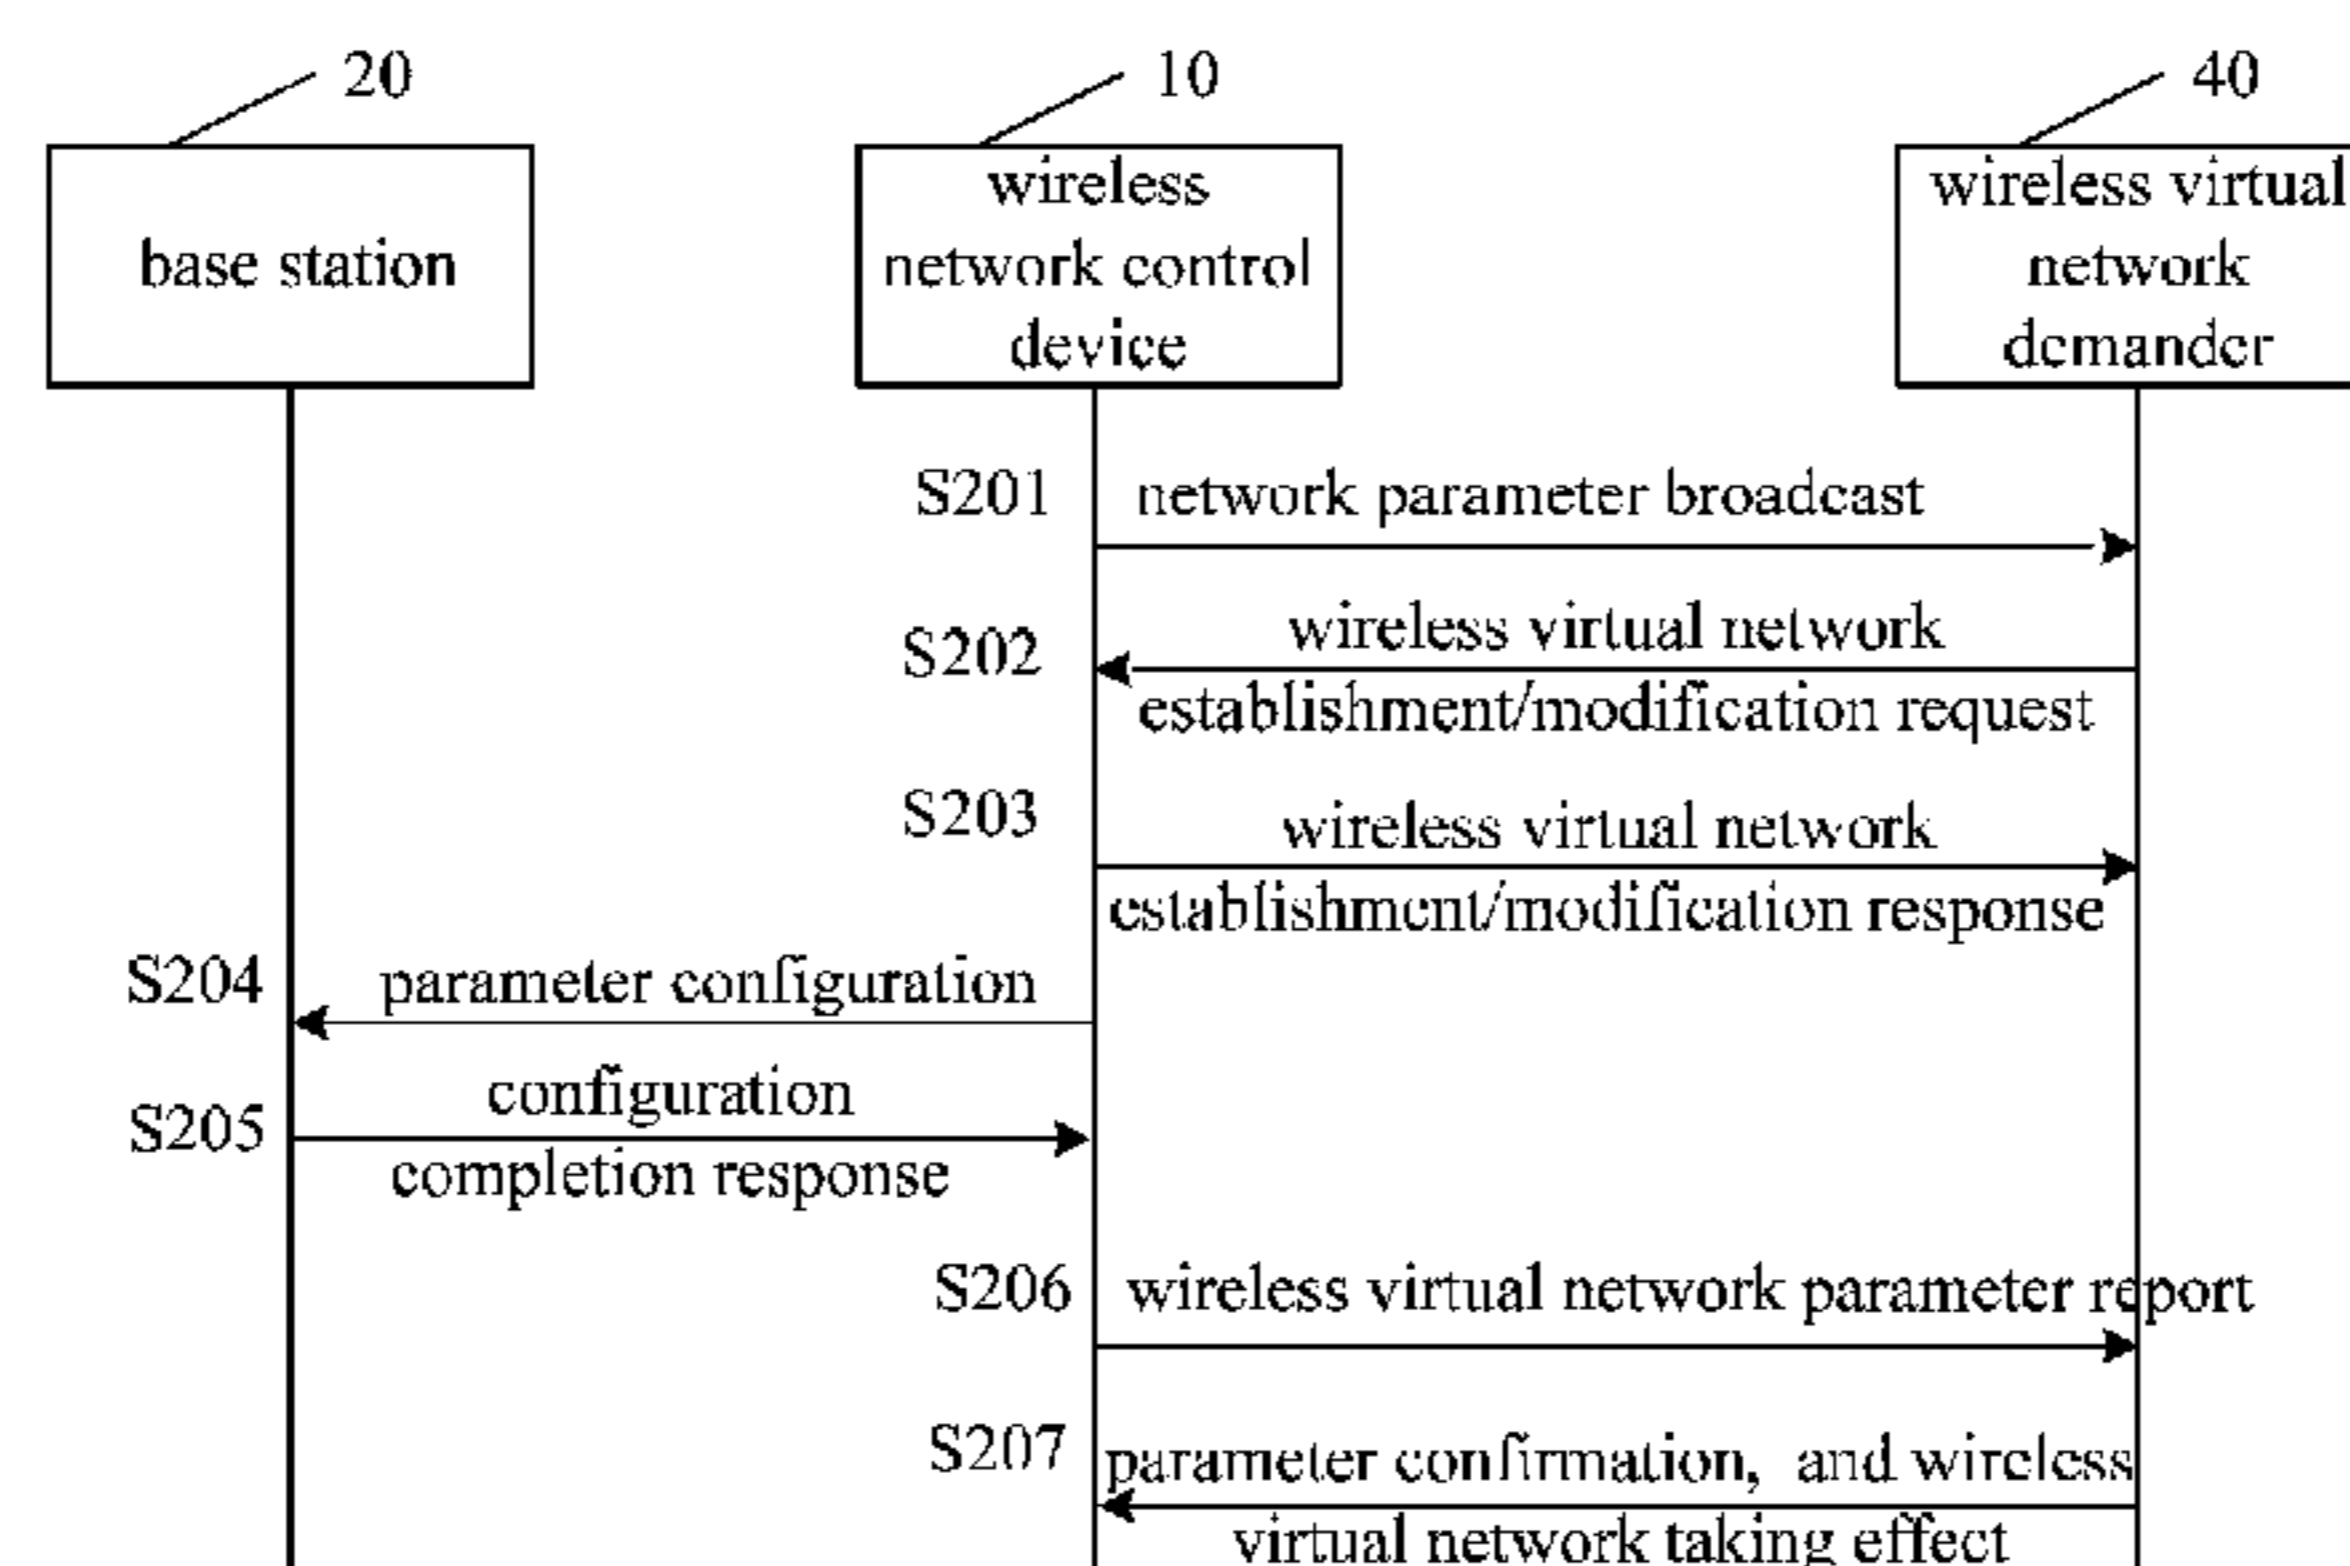 20
10
40
base station
wireless
network control
device
wireless virtual
network
demander
S201
network parameter broadcast
S202
wireless virtual network
establishment/modification request
S203
wireless virtual network
establishment/modification response
S204
parameter configuration
S205
configuration
completion response
S206
wireless virtual network parameter report
S207
parameter confirmation, and wireless
virtual network taking effect